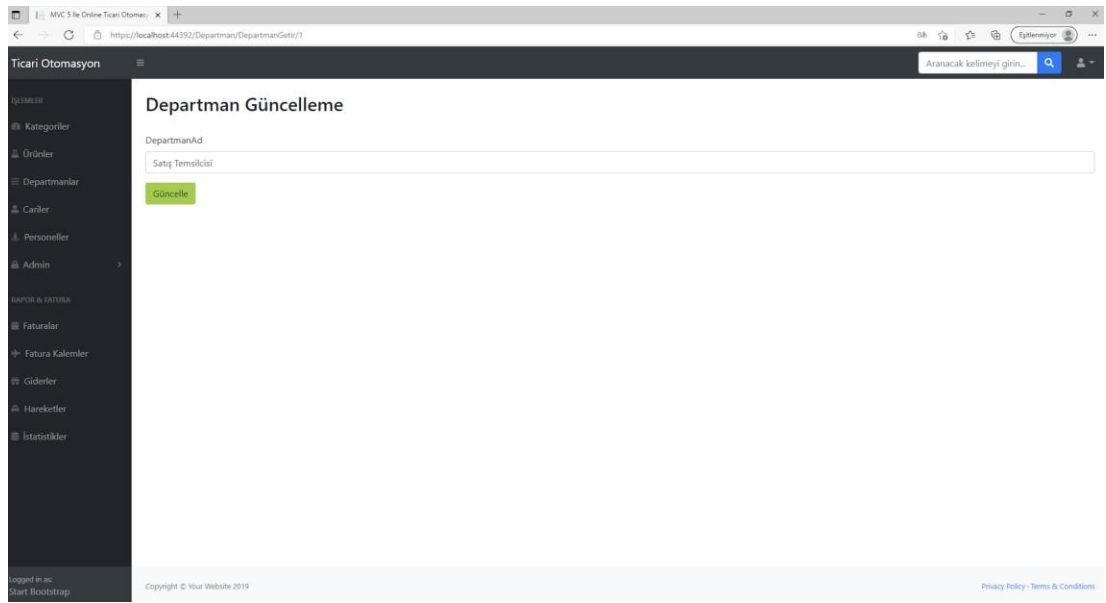 MVC 5 İle Online Ticari Otomasy
https://localhost:44392/Departman/DepartmanGetir/1
Eşitlenmiyor
Ticari Otomasyon
Aranacak kelimeyi girin...
İŞLEMLER
Kategoriler
Ürünler
Departmanlar
Cariler
Personeller
Admin
RAPOR & FATURA
Faturalar
Fatura Kalemler
Giderler
Hareketler
İstatistikler
Departman Güncelleme
DepartmanAd
Satış Temsilcisi
Güncelle
Logged in as:
Start Bootstrap
Copyright © Your Website 2019
Privacy Policy · Terms & Conditions